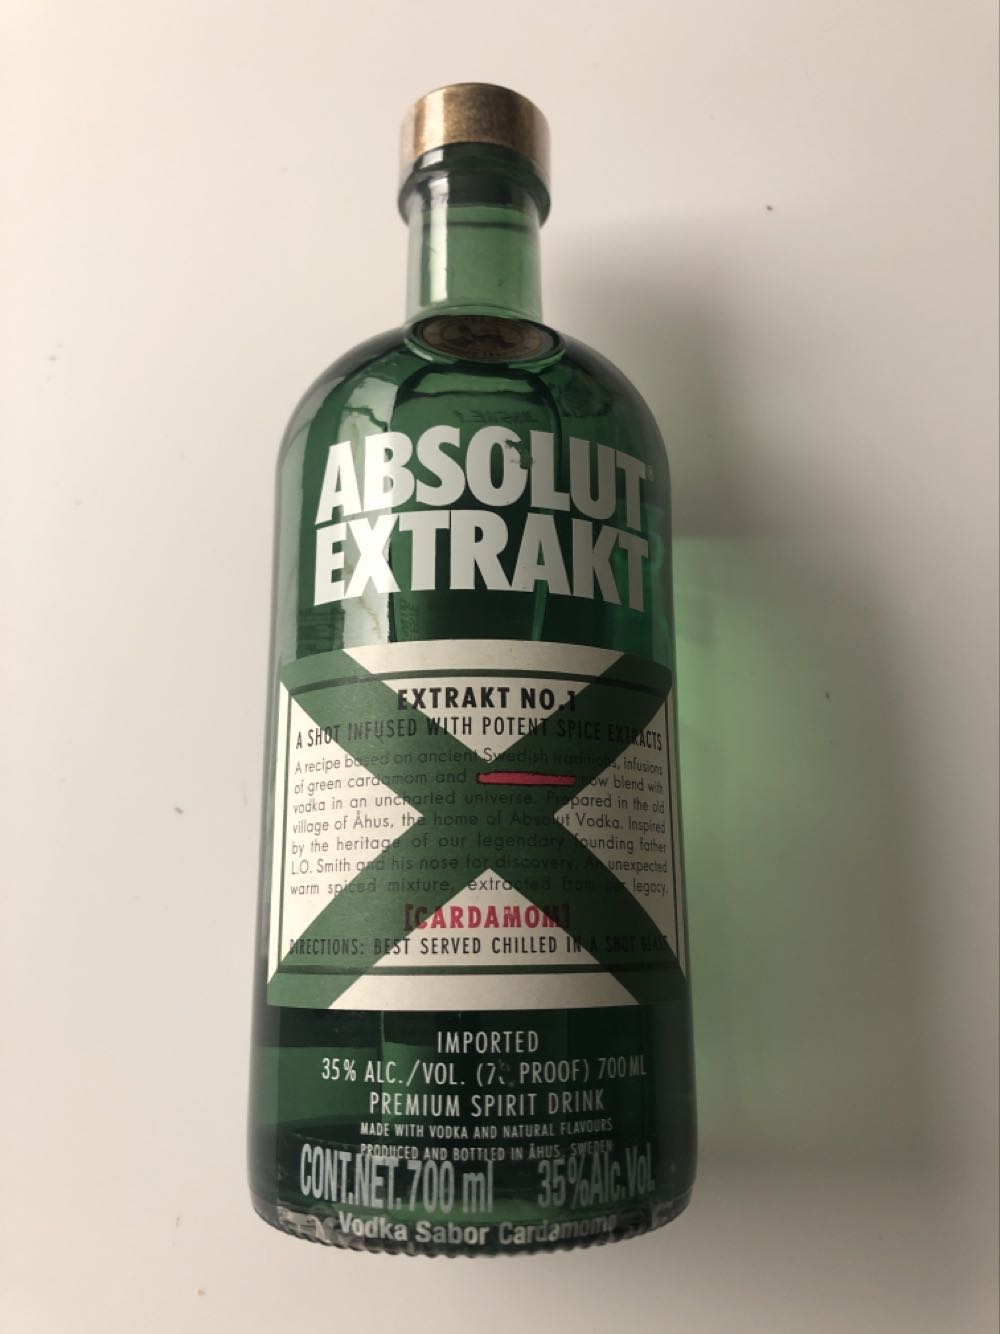 ABSOLUT®
EXTRAKT
EXTRAKT NO.1
A SHOT INFUSED WITH POTENT SPICE EXTRACTS
A recipe based on ancient Swedish traditions, infusions
of green cardamom and now blend with
vodka in an uncharted universe. Prepared in the old
village of Åhus, the home of Absolut Vodka. Inspired
by the heritage of our legendary founding father
L.O. Smith and his nose for discovery. An unexpected
warm spiced mixture, extracted from our legacy.
[CARDAMOM]
DIRECTIONS: BEST SERVED CHILLED IN A SHOT GLASS
IMPORTED
35% ALC./VOL. PROOF) 700 ML
PREMIUM SPIRIT DRINK
MADE WITH VODKA AND NATURAL FLAVOURS
PRODUCED AND BOTTLED IN ÅHUS, SWEDEN
CONT.NET.700 ml 35%Alc.Vol.
Vodka Sabor Cardamomo